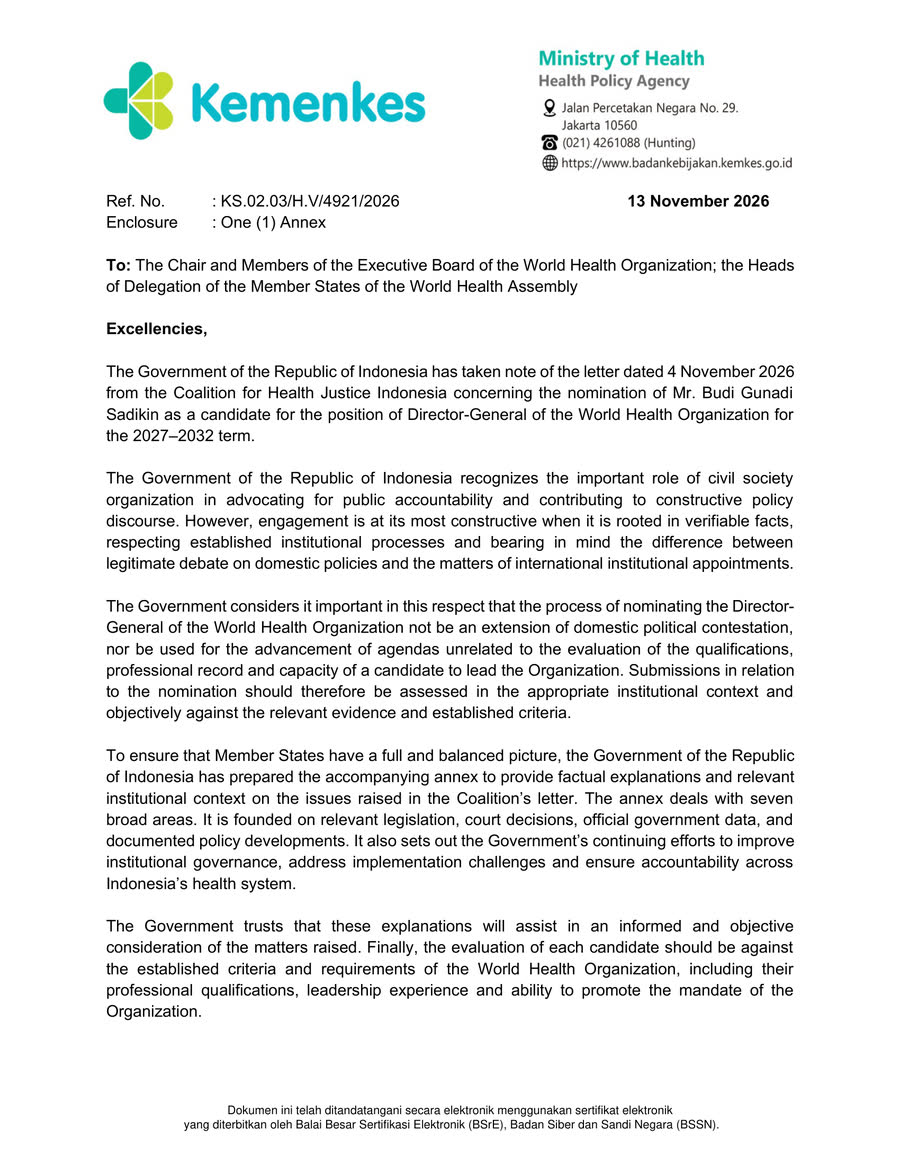 Kemenkes
Ministry of Health
Health Policy Agency
Jalan Percetakan Negara No. 29.
Jakarta 10560
(021) 4261088 (Hunting)
https://www.badankebijakan.kemkes.go.id
Ref. No. : KS.02.03/H.V/4921/2026 13 November 2026
Enclosure : One (1) Annex
To: The Chair and Members of the Executive Board of the World Health Organization; the Heads
of Delegation of the Member States of the World Health Assembly
Excellencies,
The Government of the Republic of Indonesia has taken note of the letter dated 4 November 2026
from the Coalition for Health Justice Indonesia concerning the nomination of Mr. Budi Gunadi
Sadikin as a candidate for the position of Director-General of the World Health Organization for
the 2027–2032 term.
The Government of the Republic of Indonesia recognizes the important role of civil society
organization in advocating for public accountability and contributing to constructive policy
discourse. However, engagement is at its most constructive when it is rooted in verifiable facts,
respecting established institutional processes and bearing in mind the difference between
legitimate debate on domestic policies and the matters of international institutional appointments.
The Government considers it important in this respect that the process of nominating the Director-
General of the World Health Organization not be an extension of domestic political contestation,
nor be used for the advancement of agendas unrelated to the evaluation of the qualifications,
professional record and capacity of a candidate to lead the Organization. Submissions in relation
to the nomination should therefore be assessed in the appropriate institutional context and
objectively against the relevant evidence and established criteria.
To ensure that Member States have a full and balanced picture, the Government of the Republic
of Indonesia has prepared the accompanying annex to provide factual explanations and relevant
institutional context on the issues raised in the Coalition’s letter. The annex deals with seven
broad areas. It is founded on relevant legislation, court decisions, official government data, and
documented policy developments. It also sets out the Government’s continuing efforts to improve
institutional governance, address implementation challenges and ensure accountability across
Indonesia’s health system.
The Government trusts that these explanations will assist in an informed and objective
consideration of the matters raised. Finally, the evaluation of each candidate should be against
the established criteria and requirements of the World Health Organization, including their
professional qualifications, leadership experience and ability to promote the mandate of the
Organization.
Dokumen ini telah ditandatangani secara elektronik menggunakan sertifikat elektronik
yang diterbitkan oleh Balai Besar Sertifikasi Elektronik (BSrE), Badan Siber dan Sandi Negara (BSSN).